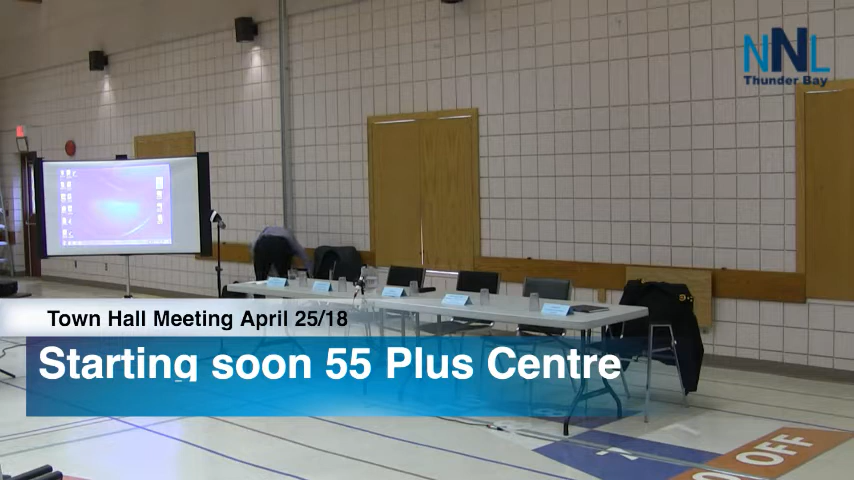 NNL
Thunder Bay
Town Hall Meeting April 25/18
Starting soon 55 Plus Centre
OFF